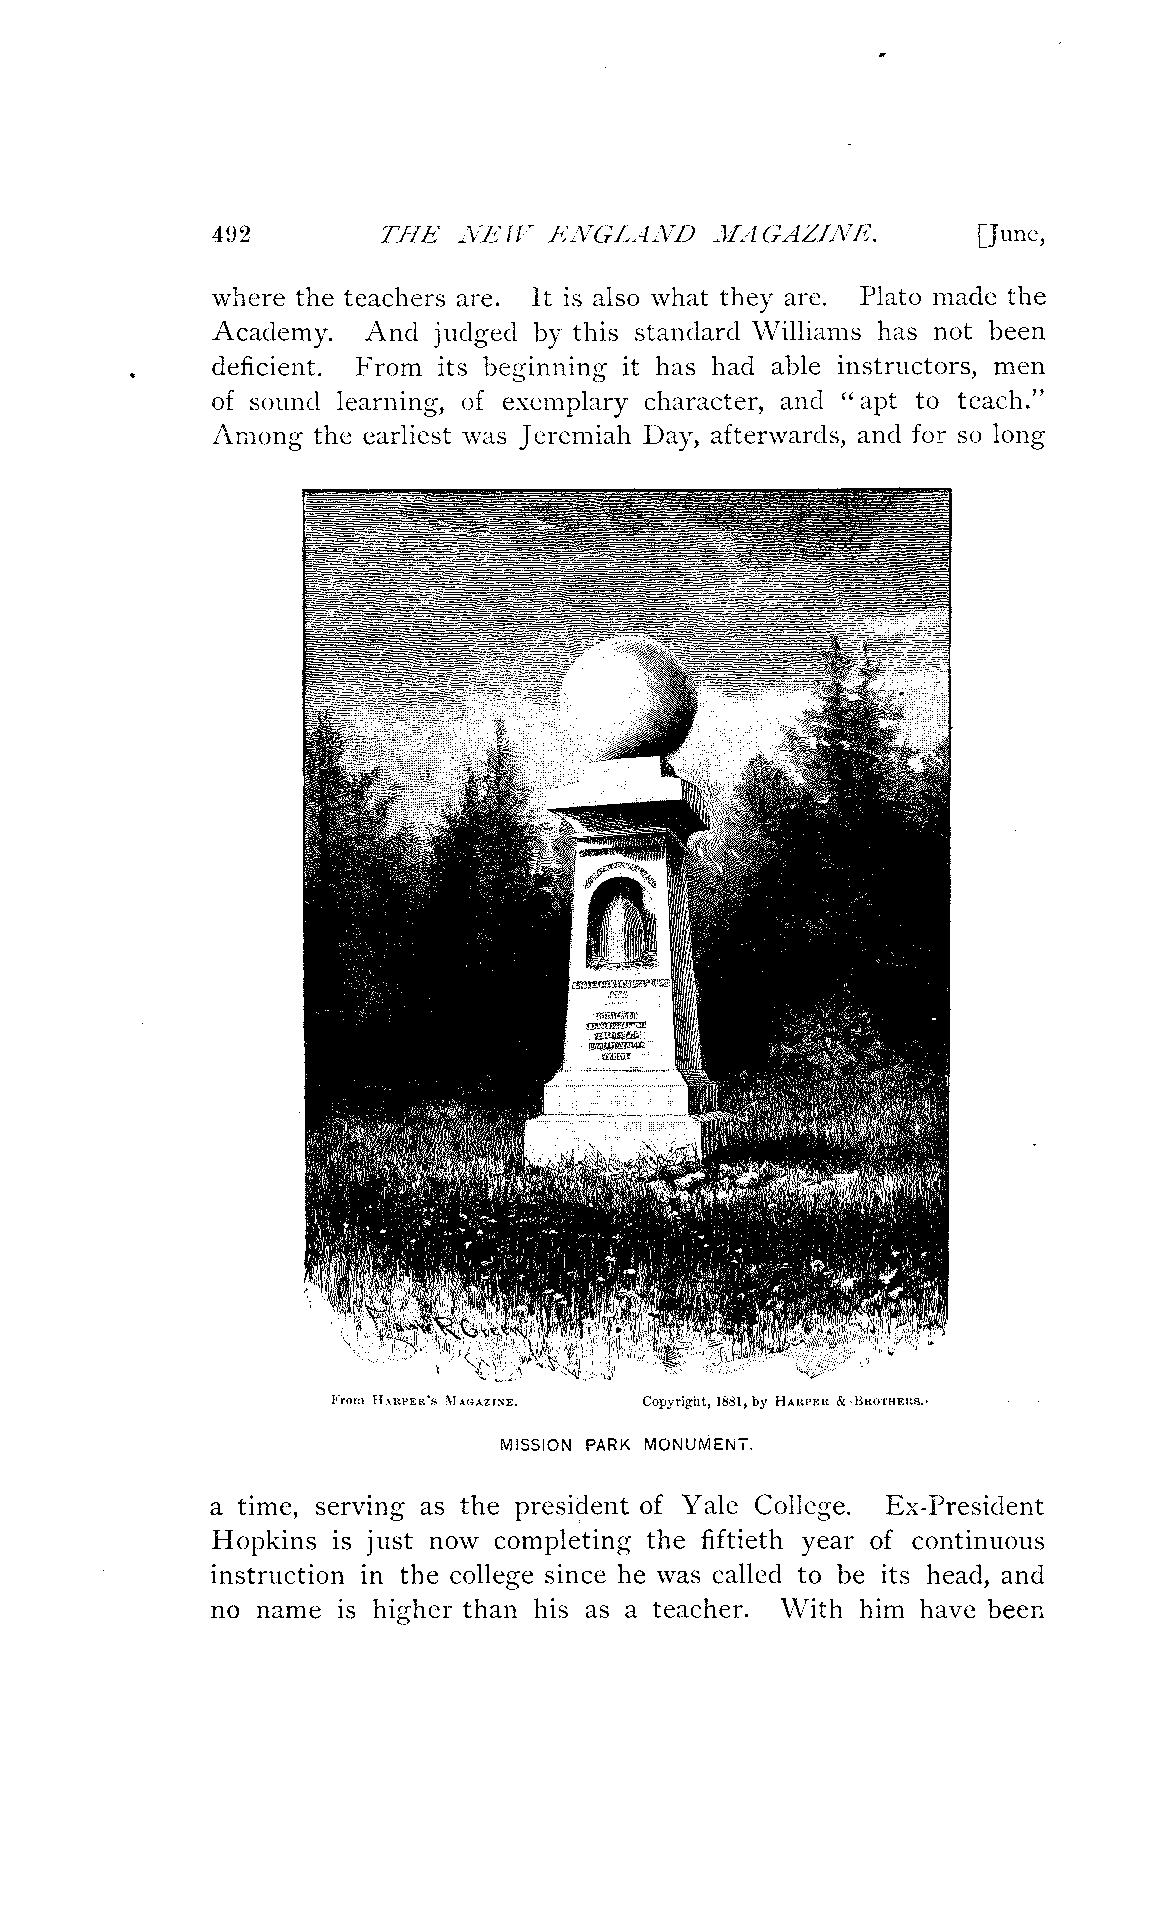 492 THE NEW ENGLAND MAGAZINE. [June,
where the teachers are. It is also what they are. Plato made the
Academy. And judged by this standard Williams has not been
deficient. From its beginning it has had able instructors, men
of sound learning, of exemplary character, and “apt to teach.”
Among the earliest was Jeremiah Day, afterwards, and for so long
From HARPER'S MAGAZINE. Copyright, 1881, by HARPER & BROTHERS.
MISSION PARK MONUMENT.
a time, serving as the president of Yale College. Ex-President
Hopkins is just now completing the fiftieth year of continuous
instruction in the college since he was called to be its head, and
no name is higher than his as a teacher. With him have been